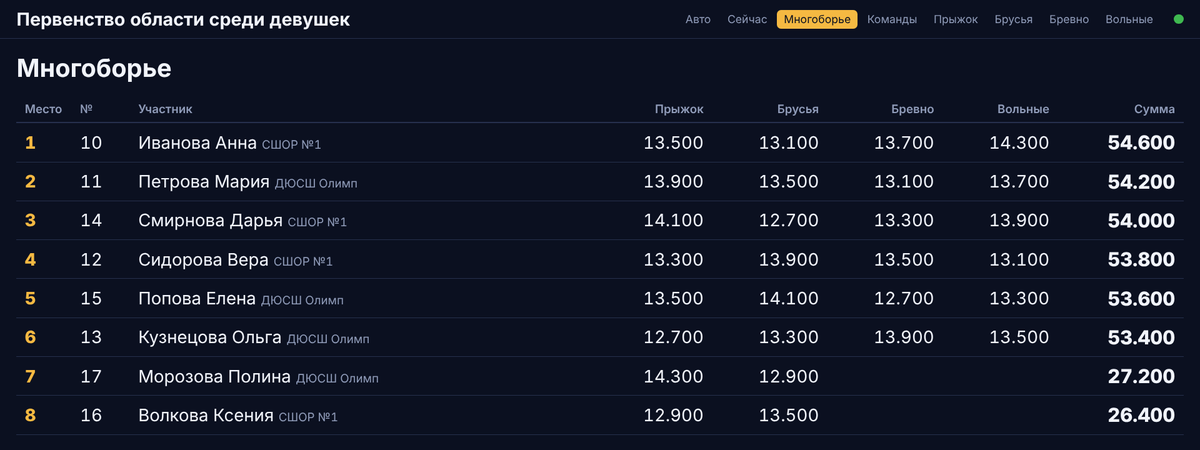 Первенство области среди девушек Авто Сейчас Многоборье Команды Прыжок Брусья Бревно Вольные
Многоборье
Место № Участник Прыжок Брусья Бревно Вольные Сумма
1 10 Иванова Анна СШОР №1 13.500 13.100 13.700 14.300 54.600
2 11 Петрова Мария ДЮСШ Олимп 13.900 13.500 13.100 13.700 54.200
3 14 Смирнова Дарья СШОР №1 14.100 12.700 13.300 13.900 54.000
4 12 Сидорова Вера СШОР №1 13.300 13.900 13.500 13.100 53.800
5 15 Попова Елена ДЮСШ Олимп 13.500 14.100 12.700 13.300 53.600
6 13 Кузнецова Ольга ДЮСШ Олимп 12.700 13.300 13.900 13.500 53.400
7 17 Морозова Полина ДЮСШ Олимп 14.300 12.900 27.200
8 16 Волкова Ксения СШОР №1 12.900 13.500 26.400